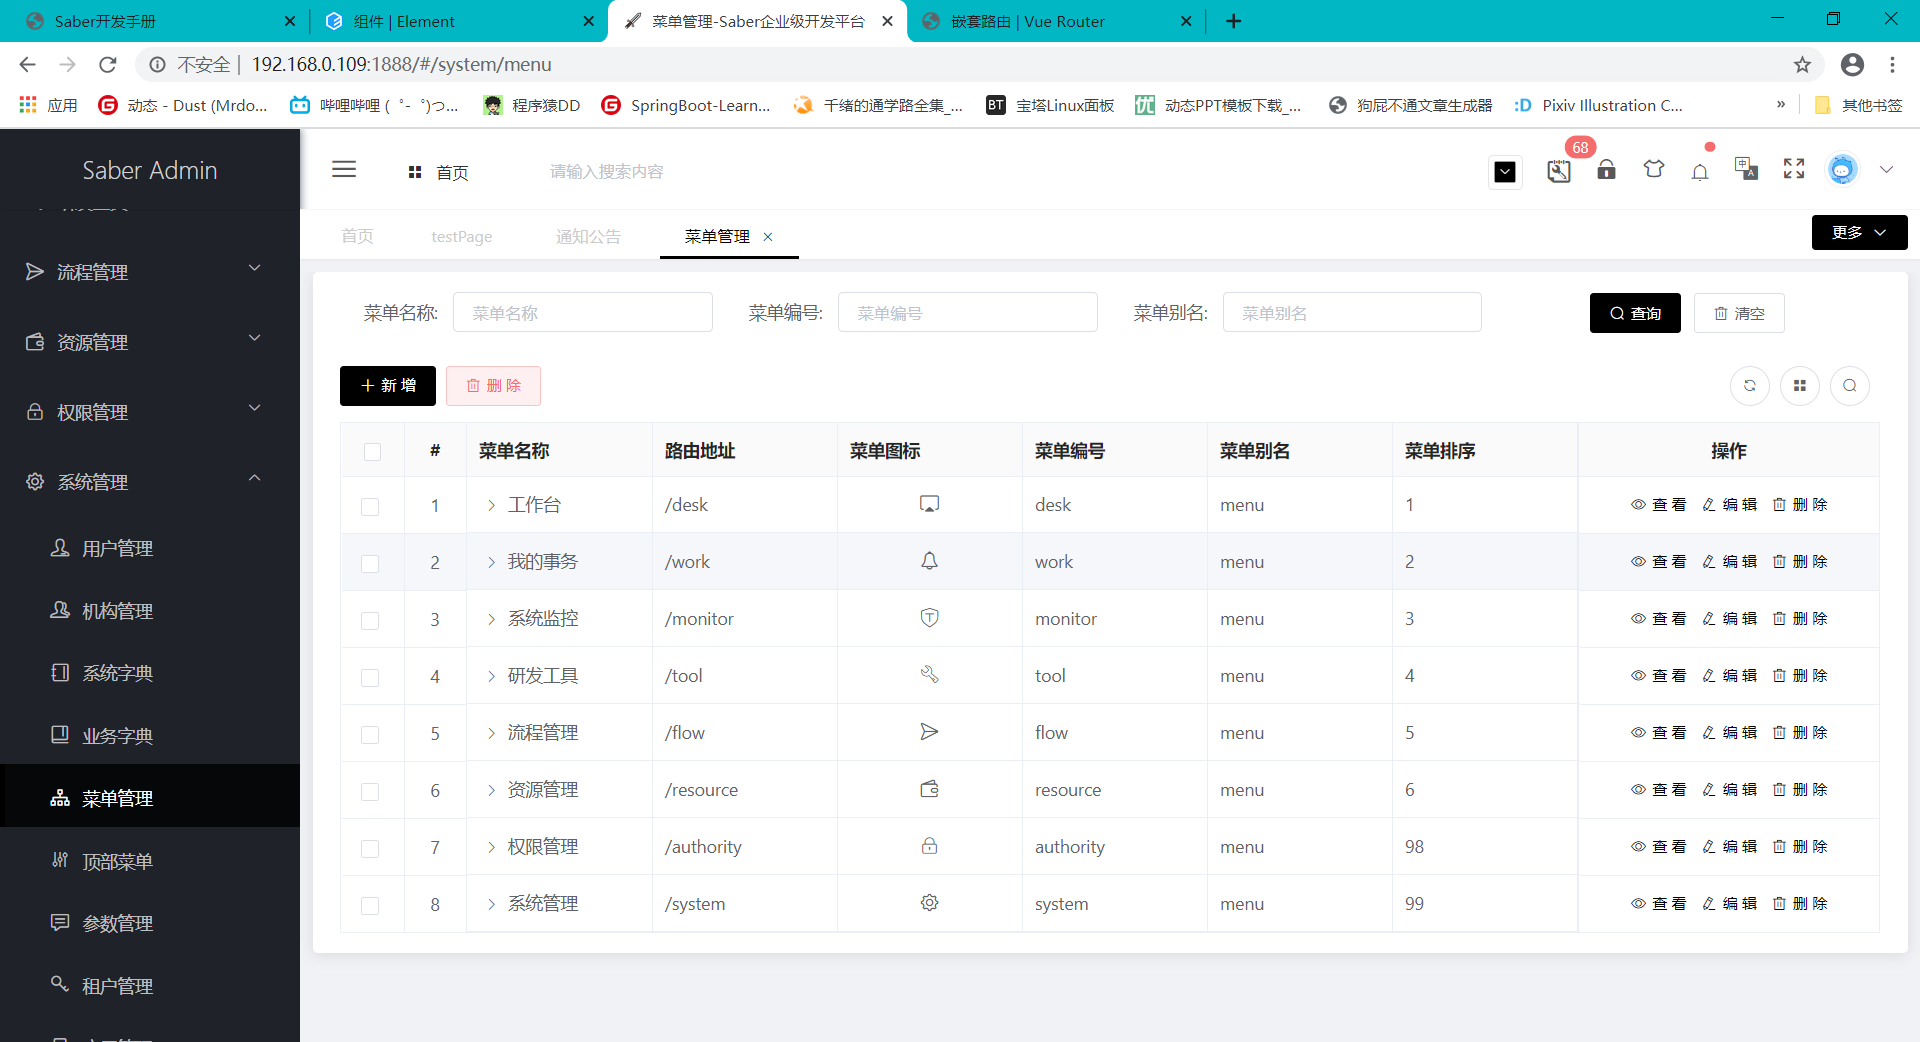 Saber开发手册
组件 | Element
菜单管理-Saber企业级开发平台
嵌套路由 | Vue Router
不安全 | 192.168.0.109:1888/#/system/menu
应用
动态 - Dust (Mrdo...
哔哩哔哩 ( ゜- ゜)つ...
程序猿DD
SpringBoot-Learn...
千绪的通学路全集_...
BT 宝塔Linux面板
优 动态PPT模板下载_...
狗屁不通文章生成器
:D Pixiv Illustration C...
»
其他书签
Saber Admin
首页
请输入搜索内容
68
首页
testPage
通知公告
菜单管理
更多
流程管理
资源管理
权限管理
系统管理
用户管理
机构管理
系统字典
业务字典
菜单管理
顶部菜单
参数管理
租户管理
菜单名称: 菜单名称
菜单编号: 菜单编号
菜单别名: 菜单别名
查询
清空
新 增
删 除
# 菜单名称 路由地址 菜单图标 菜单编号 菜单别名 菜单排序 操作
1 工作台 /desk desk menu 1 查 看 编 辑 删 除
2 我的事务 /work work menu 2 查 看 编 辑 删 除
3 系统监控 /monitor monitor menu 3 查 看 编 辑 删 除
4 研发工具 /tool tool menu 4 查 看 编 辑 删 除
5 流程管理 /flow flow menu 5 查 看 编 辑 删 除
6 资源管理 /resource resource menu 6 查 看 编 辑 删 除
7 权限管理 /authority authority menu 98 查 看 编 辑 删 除
8 系统管理 /system system menu 99 查 看 编 辑 删 除